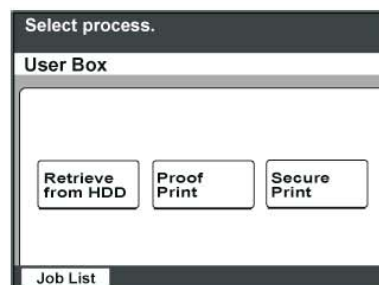 Select process.
User Box
Retrieve
from HDD
Proof
Print
Secure
Print
Job List